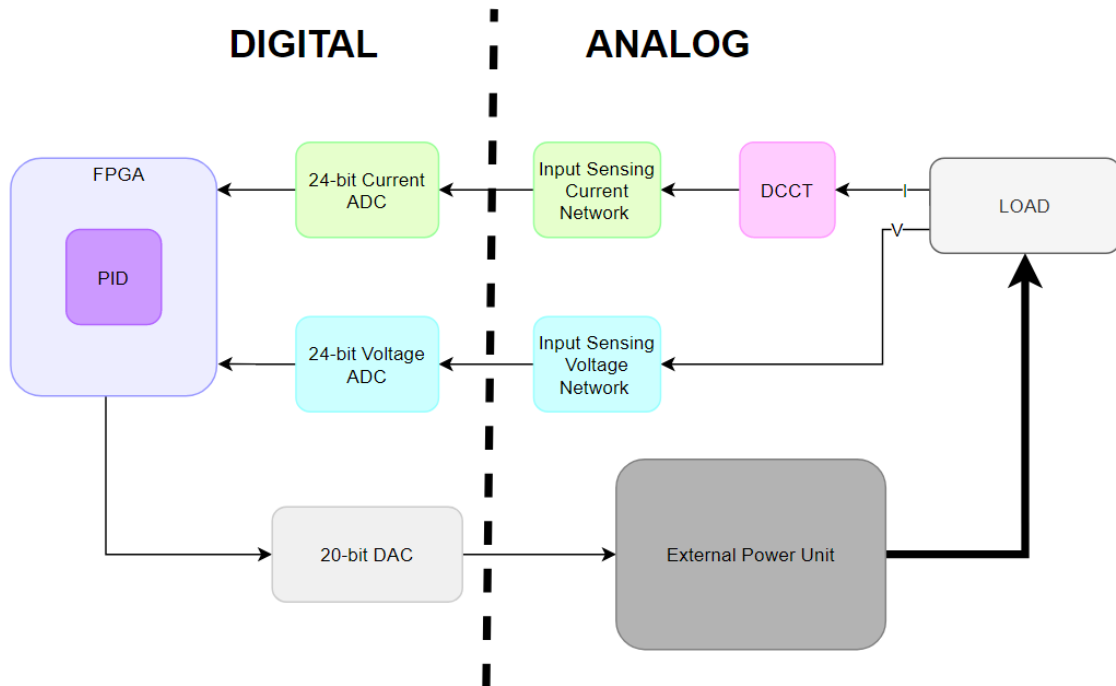 DIGITAL
ANALOG
FPGA
PID
24-bit Current
ADC
Input Sensing
Current
Network
DCCT
I
LOAD
V
24-bit Voltage
ADC
Input Sensing
Voltage
Network
20-bit DAC
External Power Unit